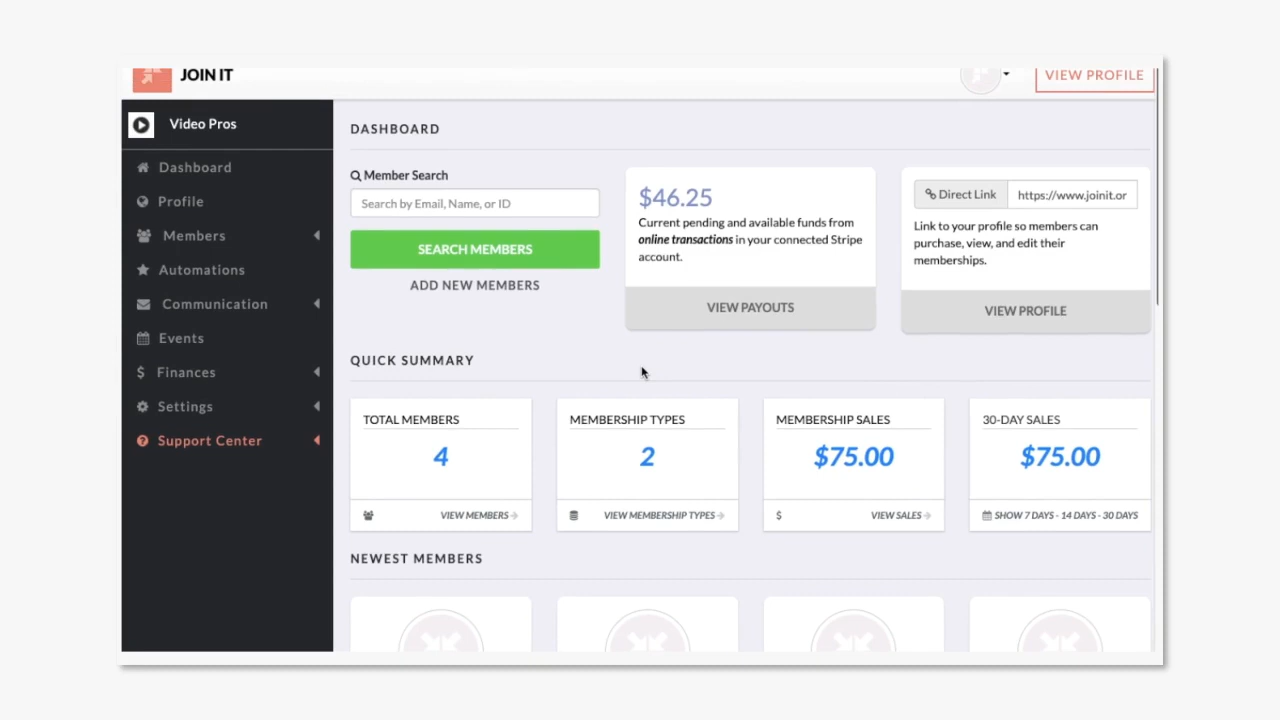 JOIN IT
VIEW PROFILE
Video Pros
Dashboard
Profile
Members
Automations
Communication
Events
$ Finances
Settings
Support Center
DASHBOARD
Member Search
Search by Email, Name, or ID
SEARCH MEMBERS
ADD NEW MEMBERS
$46.25
Current pending and available funds from
online transactions in your connected Stripe
account.
VIEW PAYOUTS
Direct Link
https://www.joinit.or
Link to your profile so members can
purchase, view, and edit their
memberships.
VIEW PROFILE
QUICK SUMMARY
TOTAL MEMBERS
4
VIEW MEMBERS
MEMBERSHIP TYPES
2
VIEW MEMBERSHIP TYPES
MEMBERSHIP SALES
$75.00
$ VIEW SALES
30-DAY SALES
$75.00
SHOW 7 DAYS - 14 DAYS - 30 DAYS
NEWEST MEMBERS